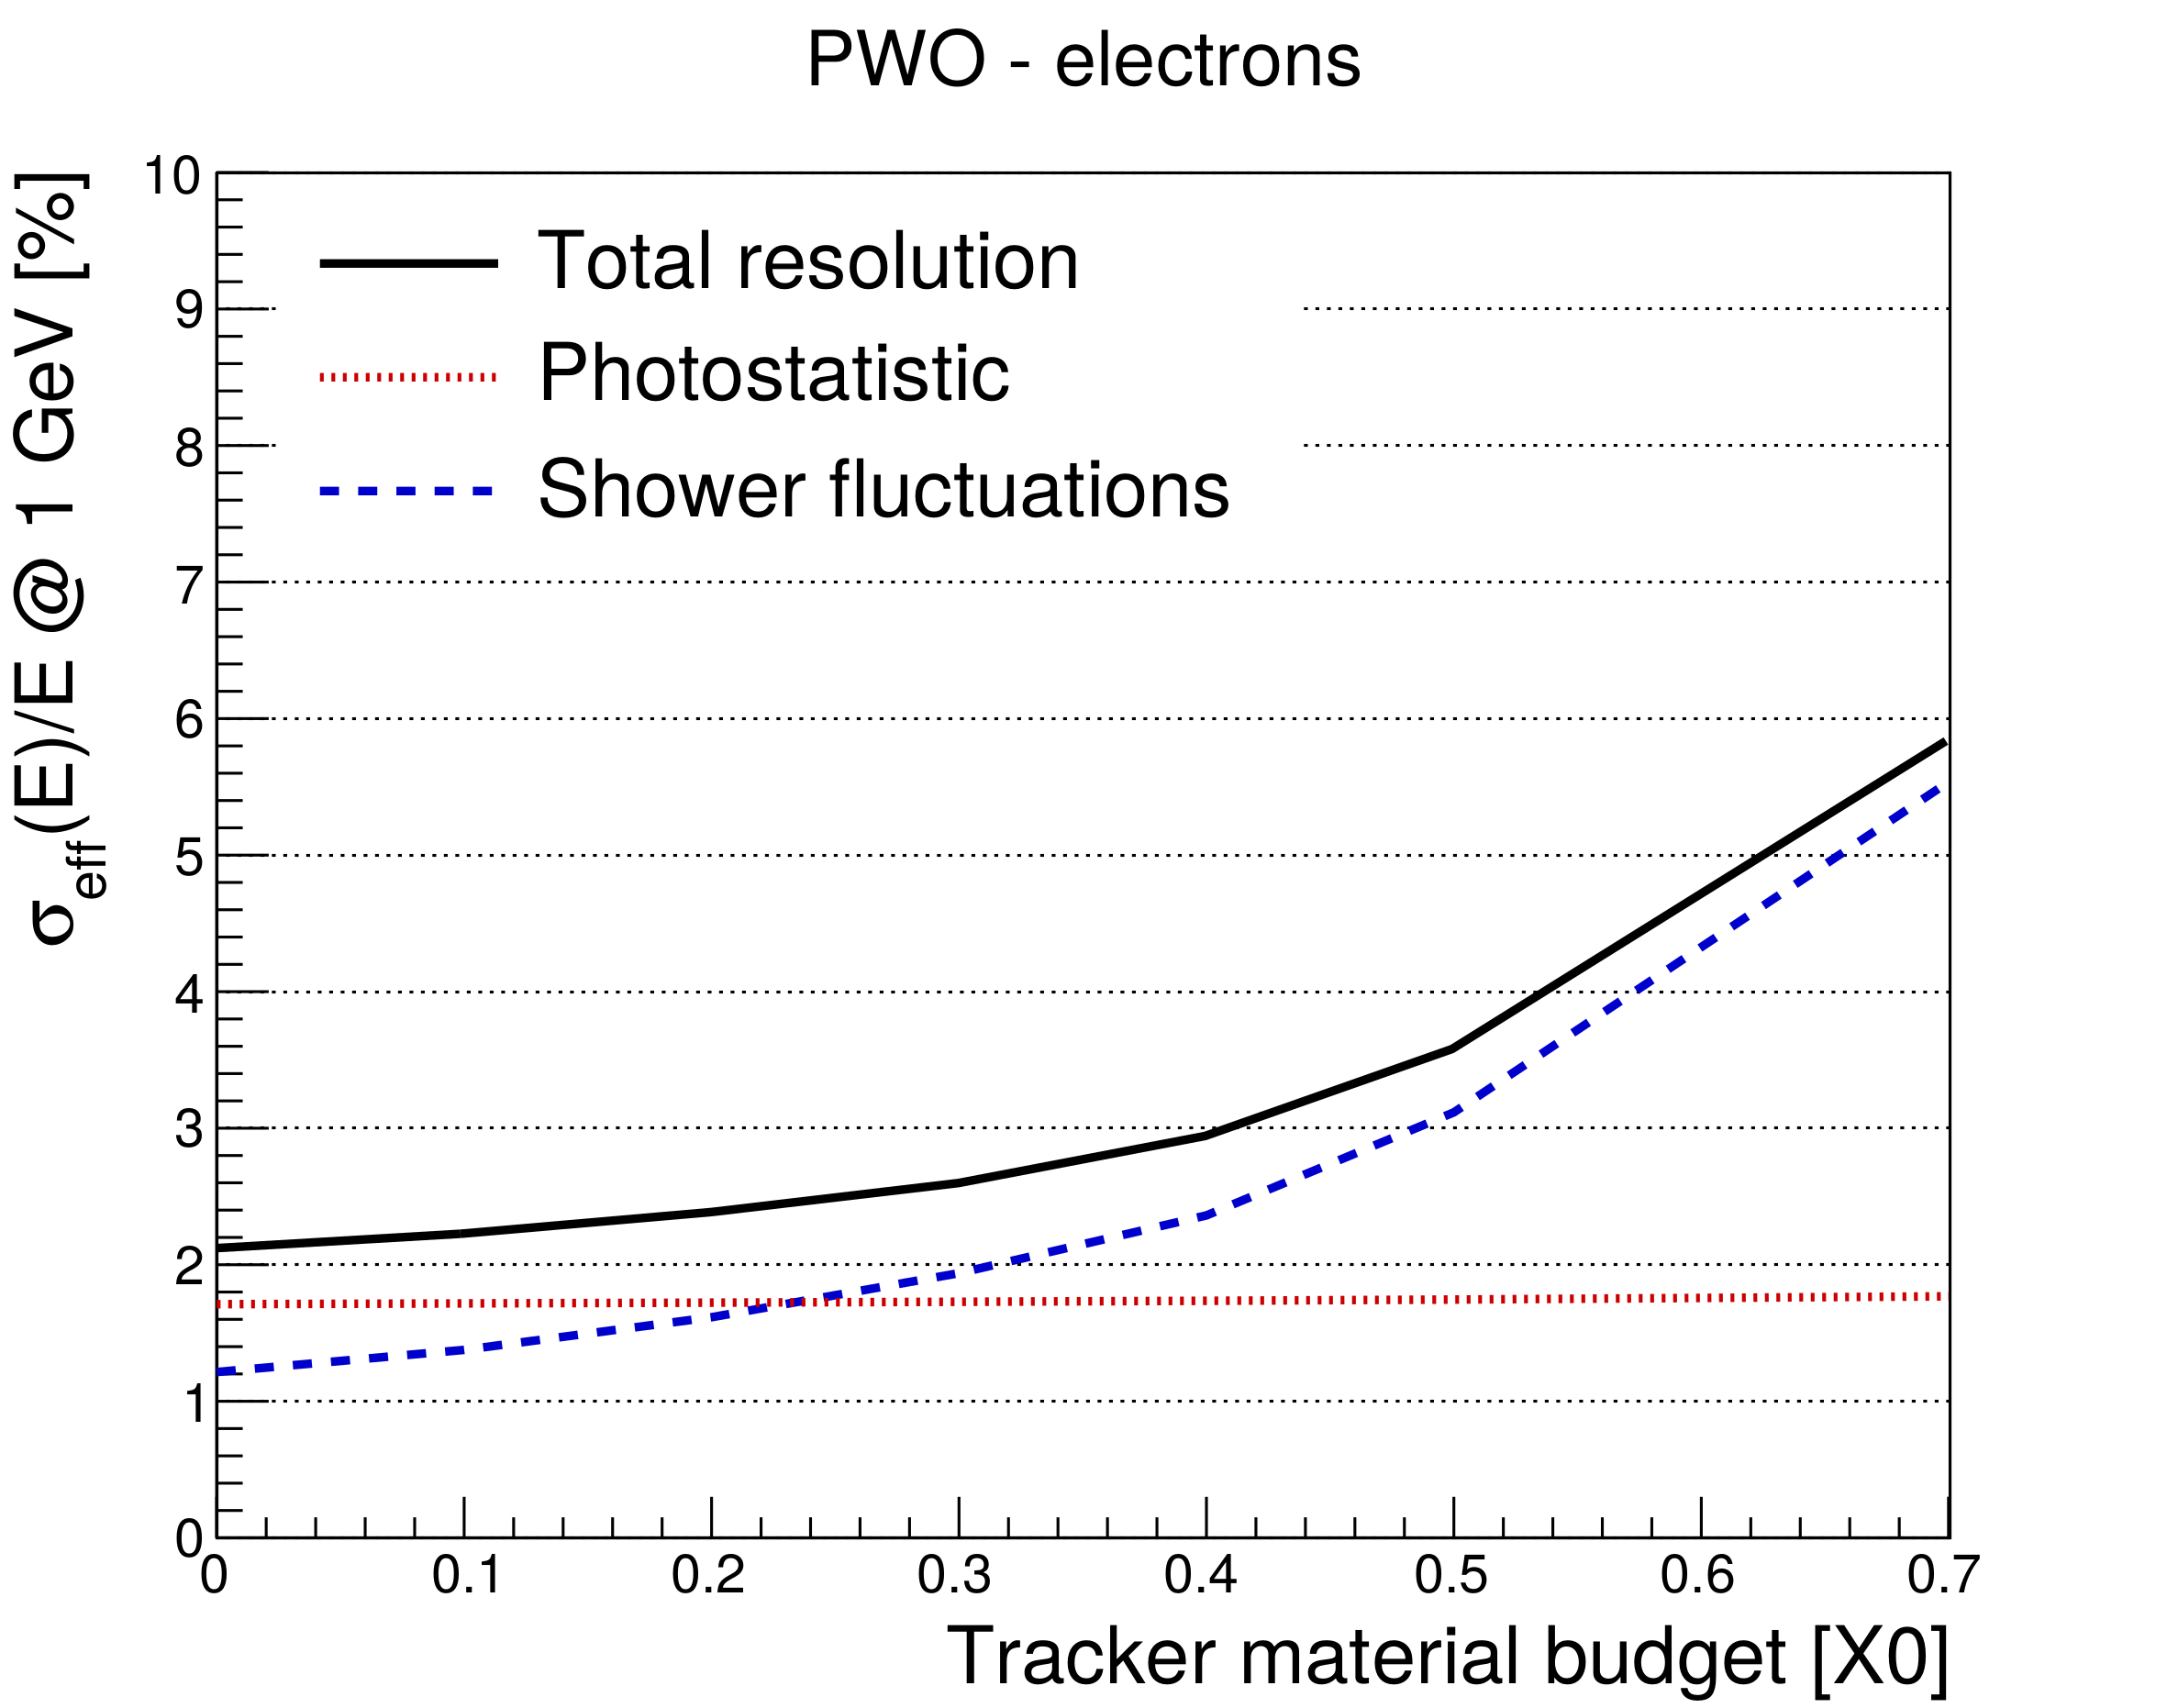 PWO - electrons
σeff(E)/E @ 1 GeV [%]
10
9
8
7
6
5
4
3
2
1
0
Total resolution
Photostatistic
Shower fluctuations
0 0.1 0.2 0.3 0.4 0.5 0.6 0.7
Tracker material budget [X0]